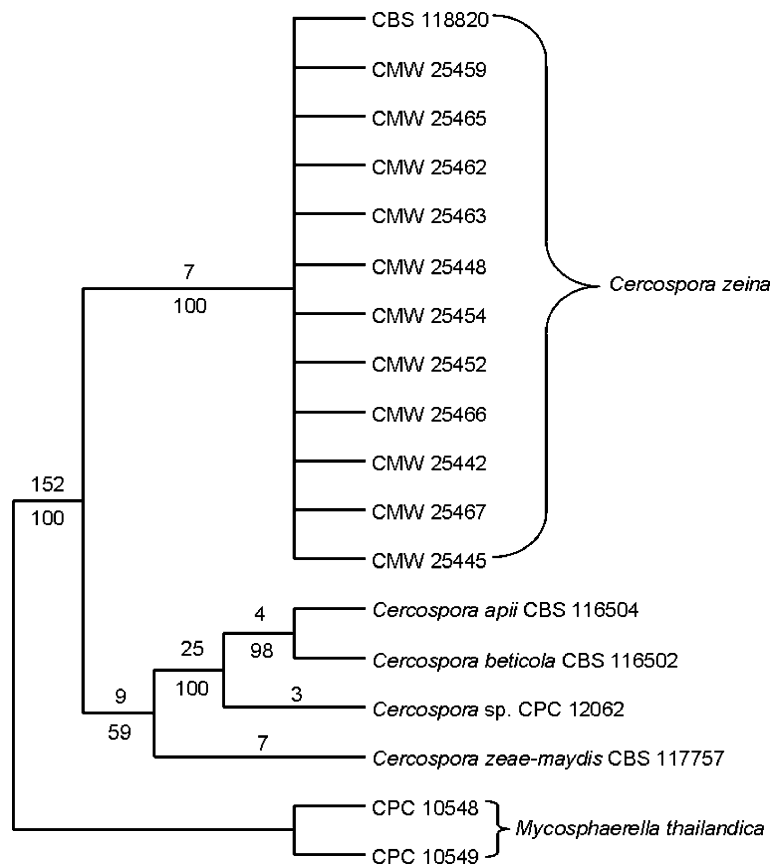 CBS 118820
CMW 25459
CMW 25465
CMW 25462
CMW 25463
CMW 25448
7
Cercospora zeina
100
CMW 25454
CMW 25452
CMW 25466
CMW 25442
152
CMW 25467
100
CMW 25445
4
Cercospora apii CBS 116504
25
98
Cercospora beticola CBS 116502
100
9
3
Cercospora sp. CPC 12062
59
7
Cercospora zeae-maydis CBS 117757
CPC 10548
Mycosphaerella thailandica
CPC 10549